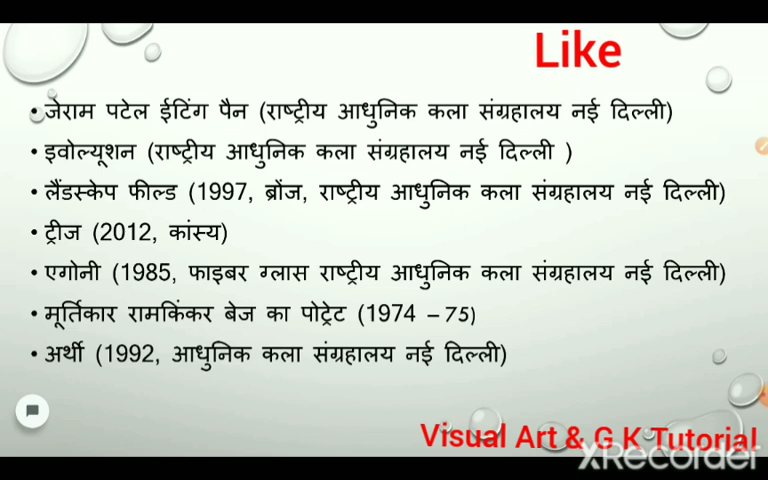 Like
• जेराम पटेल ईटिंग पैन (राष्ट्रीय आधुनिक कला संग्रहालय नई दिल्ली)
• इवोल्यूशन (राष्ट्रीय आधुनिक कला संग्रहालय नई दिल्ली )
• लैंडस्केप फील्ड (1997, ब्रोंज, राष्ट्रीय आधुनिक कला संग्रहालय नई दिल्ली)
• ट्रीज (2012, कांस्य)
• एगोनी (1985, फाइबर ग्लास राष्ट्रीय आधुनिक कला संग्रहालय नई दिल्ली)
• मूर्तिकार रामकिंकर बेज का पोट्रेट (1974 – 75)
• अर्थी (1992, आधुनिक कला संग्रहालय नई दिल्ली)
Visual Art & G K Tutorial
XRecorder